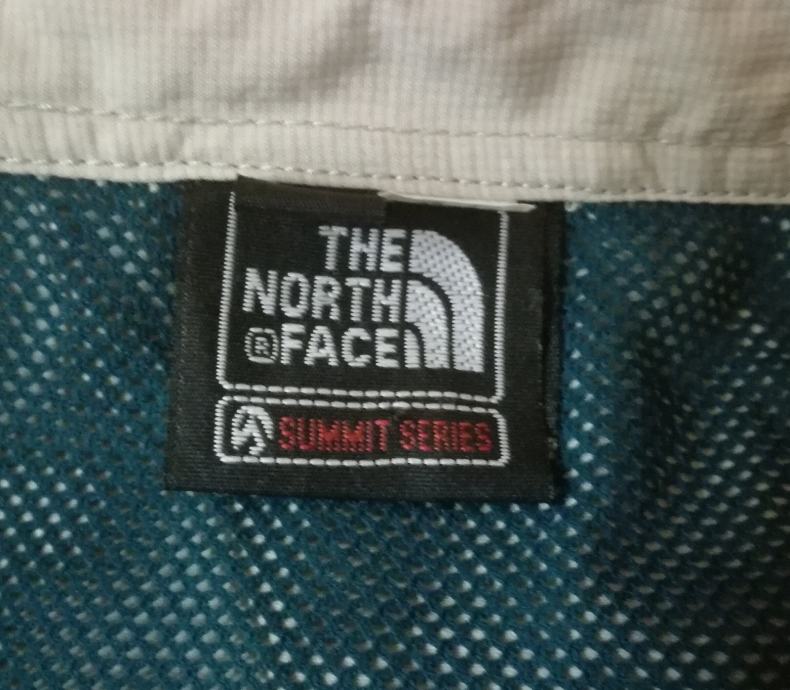 THE
NORTH
®FACE
SUMMIT SERIES